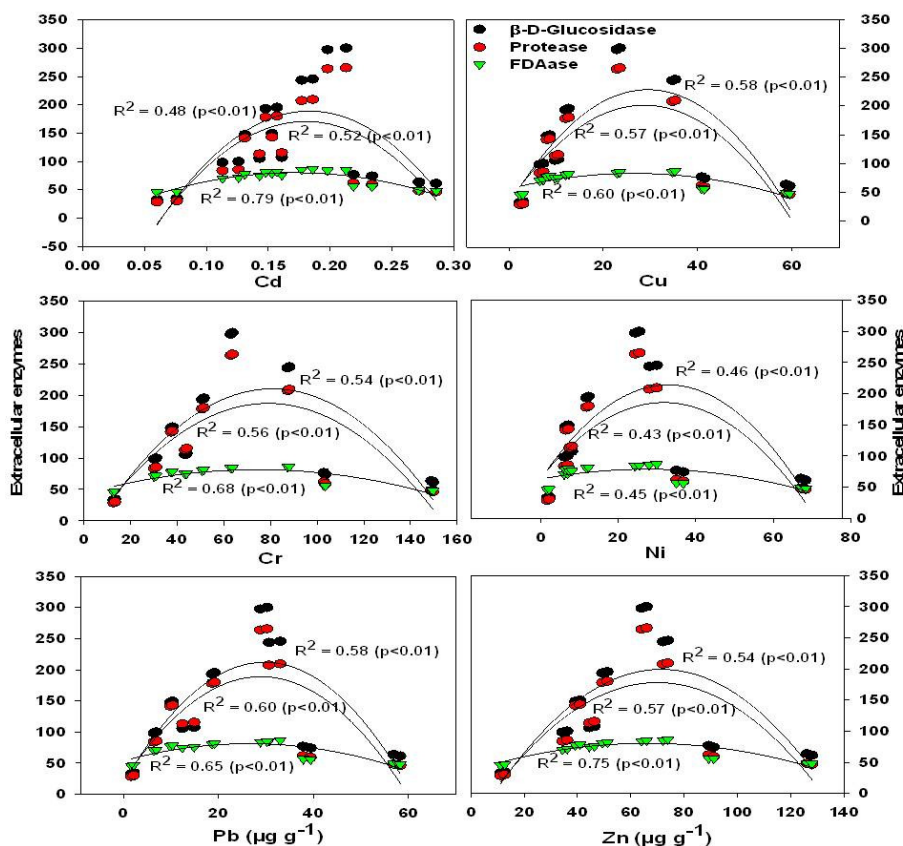 350
300
250
200
150
100
50
0
-50
R² = 0.48 (p<0.01)
R² = 0.52 (p<0.01)
R² = 0.79 (p<0.01)
0.00 0.05 0.10 0.15 0.20 0.25 0.30
Cd
β-D-Glucosidase
Protease
FDAase
R² = 0.58 (p<0.01)
R² = 0.57 (p<0.01)
R² = 0.60 (p<0.01)
350
300
250
200
150
100
50
0
0 20 40 60 80
Cu
Extracellular enzymes
350
300
250
200
150
100
50
0
R² = 0.54 (p<0.01)
R² = 0.56 (p<0.01)
R² = 0.68 (p<0.01)
0 20 40 60 80 100 120 140 160
Cr
R² = 0.46 (p<0.01)
R² = 0.43 (p<0.01)
R² = 0.45 (p<0.01)
350
300
250
200
150
100
50
0
Extracellular enzymes
0 20 40 60 80
Ni
350
300
250
200
150
100
50
0
R² = 0.58 (p<0.01)
R² = 0.60 (p<0.01)
R² = 0.65 (p<0.01)
0 20 40 60
Pb (µg g⁻¹)
R² = 0.54 (p<0.01)
R² = 0.57 (p<0.01)
R² = 0.75 (p<0.01)
350
300
250
200
150
100
50
0
0 20 40 60 80 100 120 140
Zn (µg g⁻¹)